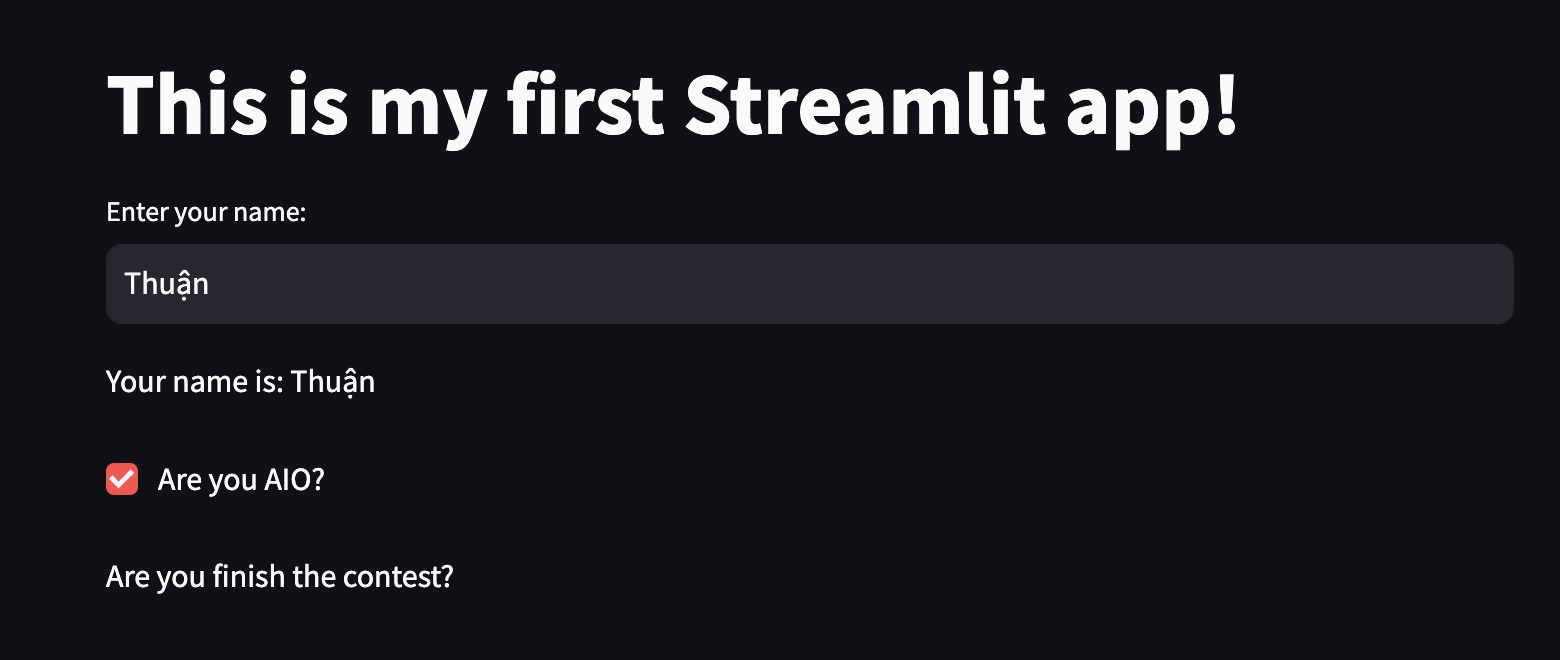 This is my first Streamlit app!
Enter your name:
Thuận
Your name is: Thuận
Are you AIO?
Are you finish the contest?